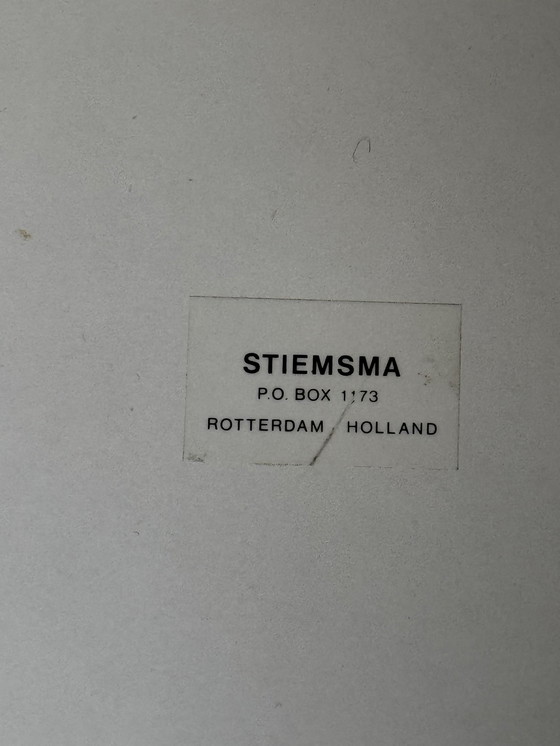 STIEMSMA
P.O. BOX 1173
ROTTERDAM, HOLLAND